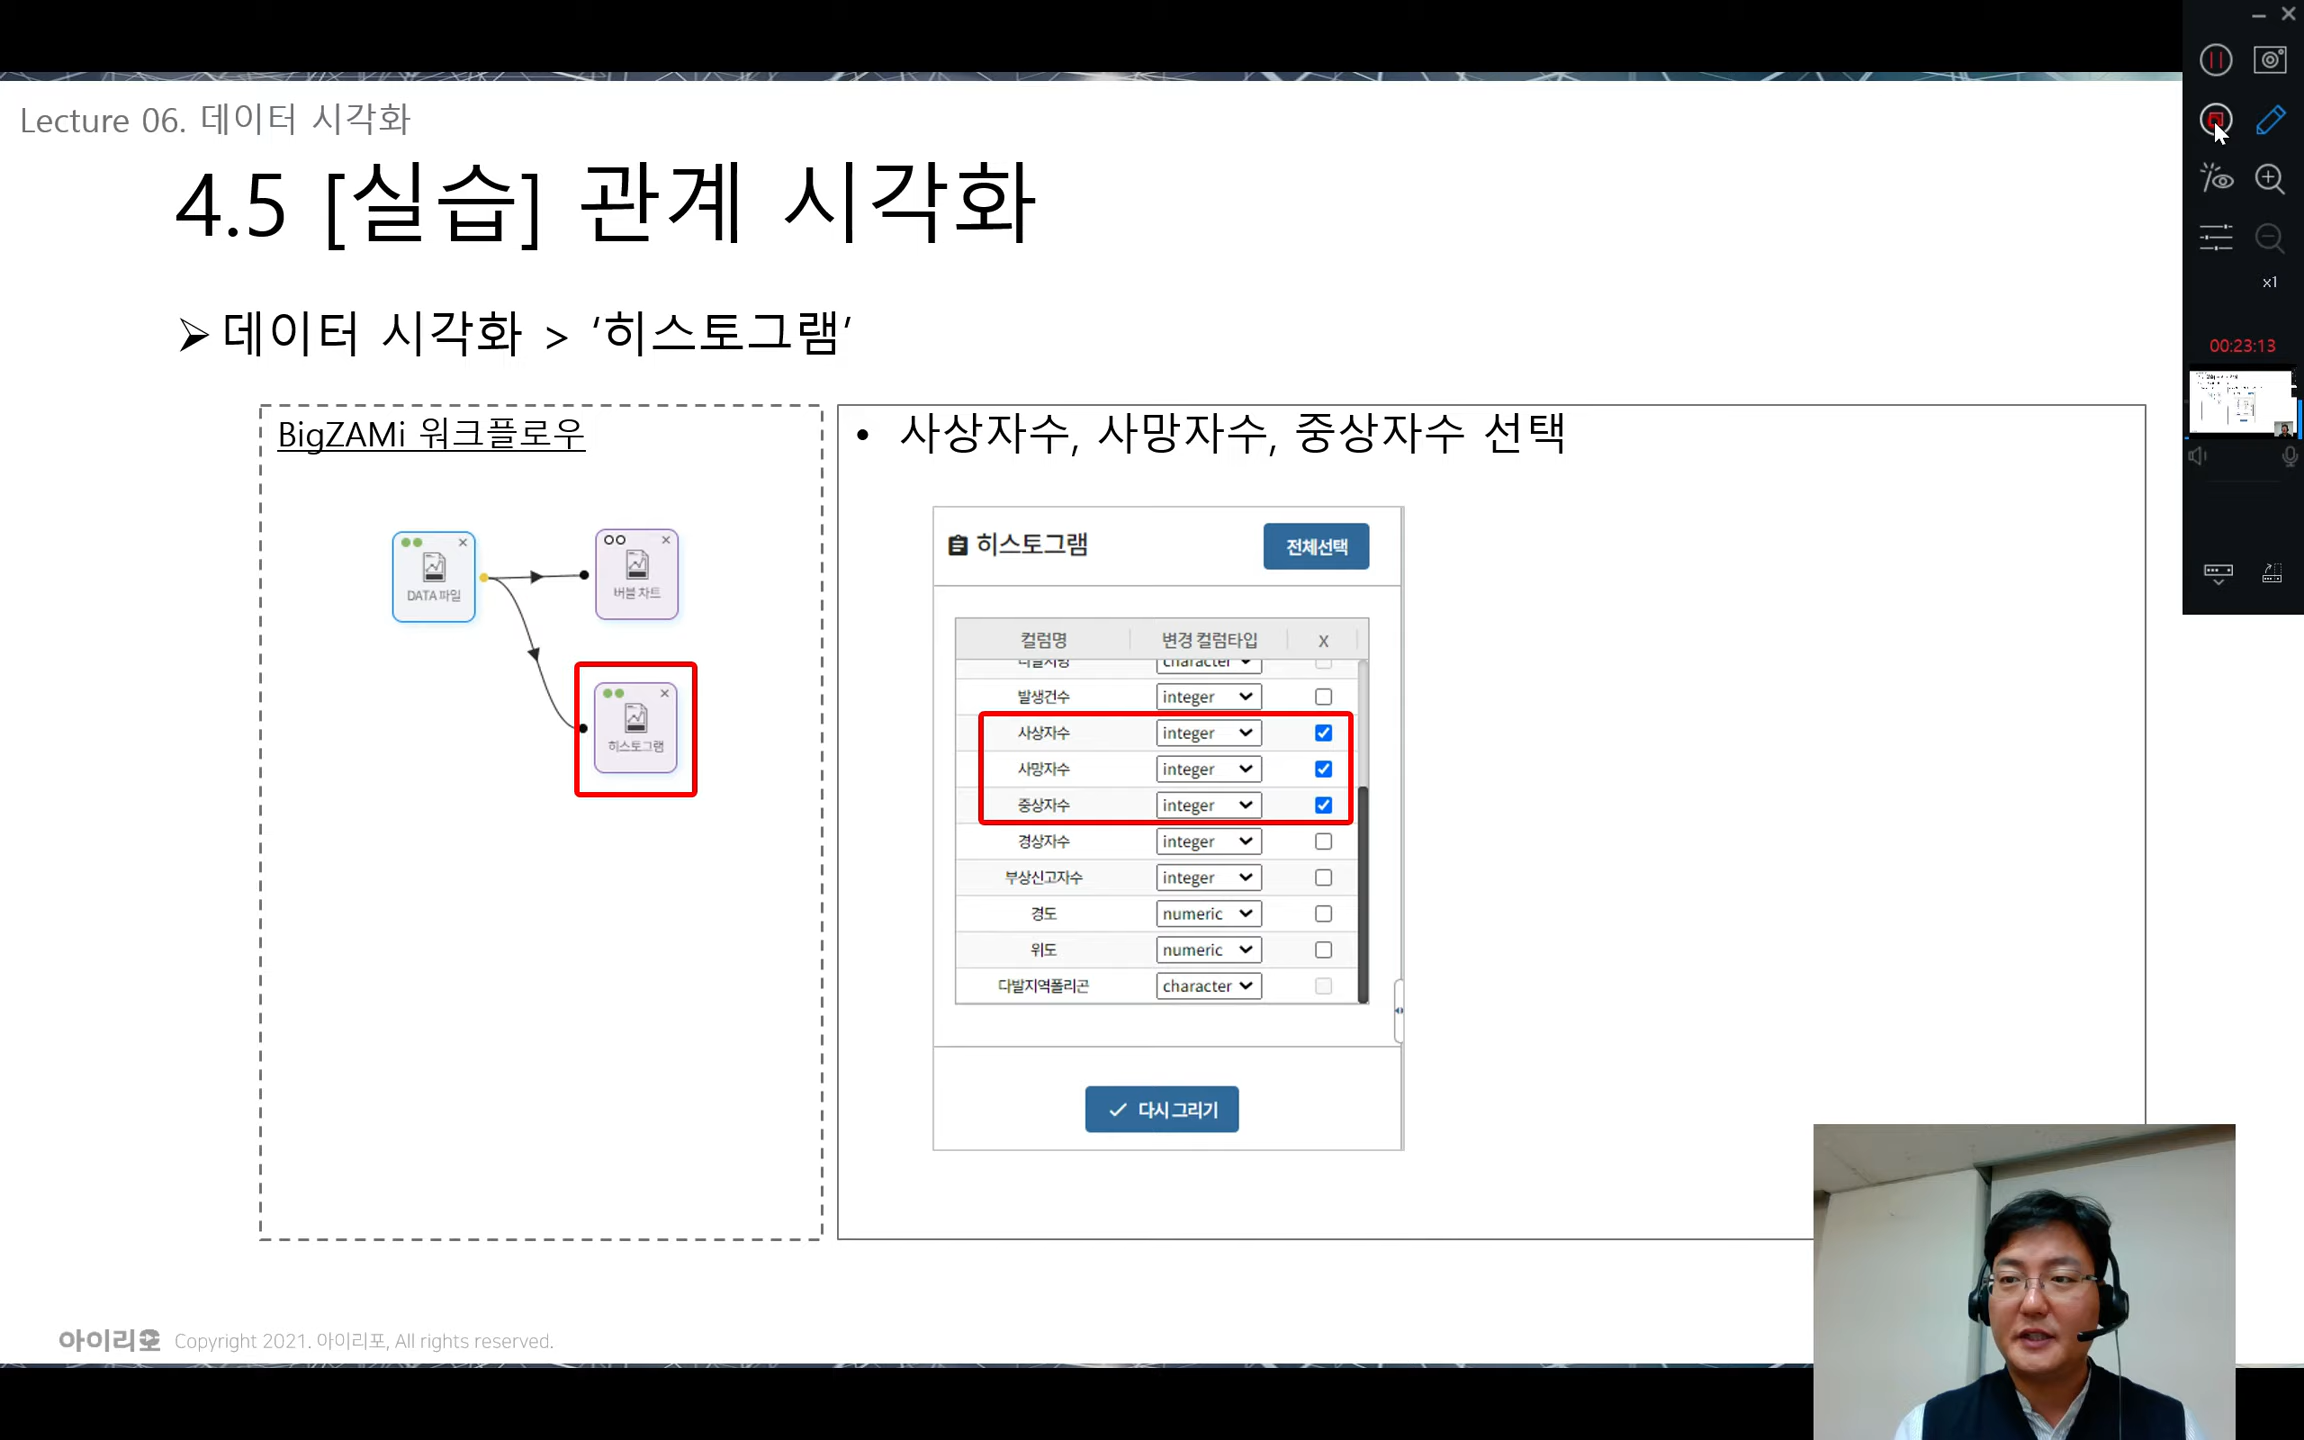 Lecture 06. 데이터 시각화
4.5 [실습] 관계 시각화
➢ 데이터 시각화 > ‘히스토그램’
BigZAMi 워크플로우
DATA 파일
버블 차트
히스토그램
• 사상자수, 사망자수, 중상자수 선택
히스토그램 전체선택
컬럼명 변경 컬럼타입 X
character
발생건수 integer
사상자수 integer
사망자수 integer
중상자수 integer
경상자수 integer
부상신고자수 integer
경도 numeric
위도 numeric
다발지역폴리곤 character
다시 그리기
x1
00:23:13
아이리포 Copyright 2021. 아이리포, All rights reserved.